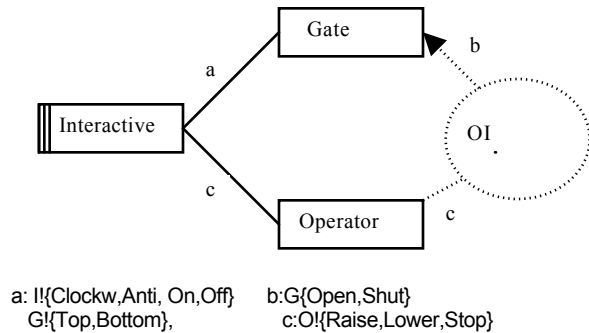 Gate
b
a
Interactive
OI
c
Operator
c
a: I!{Clockw,Anti, On,Off} b:G{Open,Shut}
G!{Top,Bottom}, c:O!{Raise,Lower,Stop}